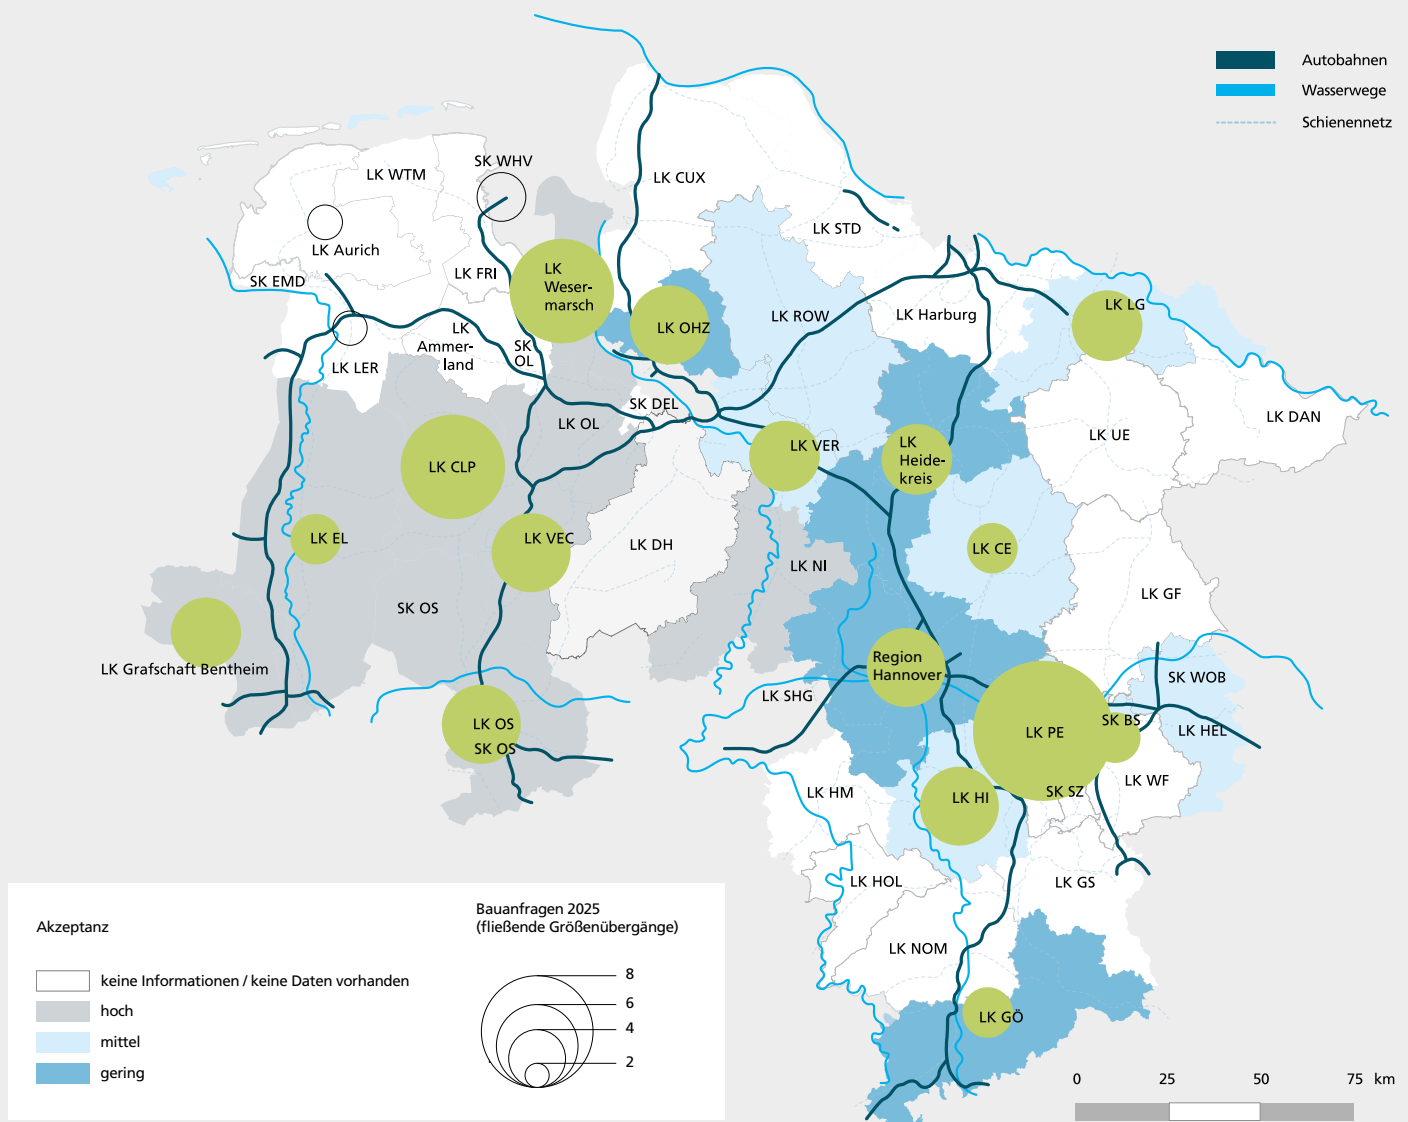 Autobahnen
Wasserwege
Schienennetz
SK WHV
LK WTM
LK CUX
LK STD
LK Aurich
LK FRI
SK EMD
LK
Weser-
marsch
LK OHZ
LK ROW
LK Harburg
LK LG
LK
Ammer-
land
SK
OL
LK LER
SK DEL
LK OL
LK DAN
LK UE
LK VER
LK
Heide-
kreis
LK CLP
LK EL
LK VEC
LK DH
LK NI
LK CE
LK GF
SK OS
LK Grafschaft Bentheim
Region
Hannover
SK WOB
LK SHG
LK OS
SK OS
LK PE
SK BS
LK HEL
LK HM
LK HI
SK SZ
LK WF
LK HOL
LK GS
LK NOM
LK GÖ
Akzeptanz
keine Informationen / keine Daten vorhanden
hoch
mittel
gering
Bauanfragen 2025
(fließende Größenübergänge)
8
6
4
2
0 25 50 75 km